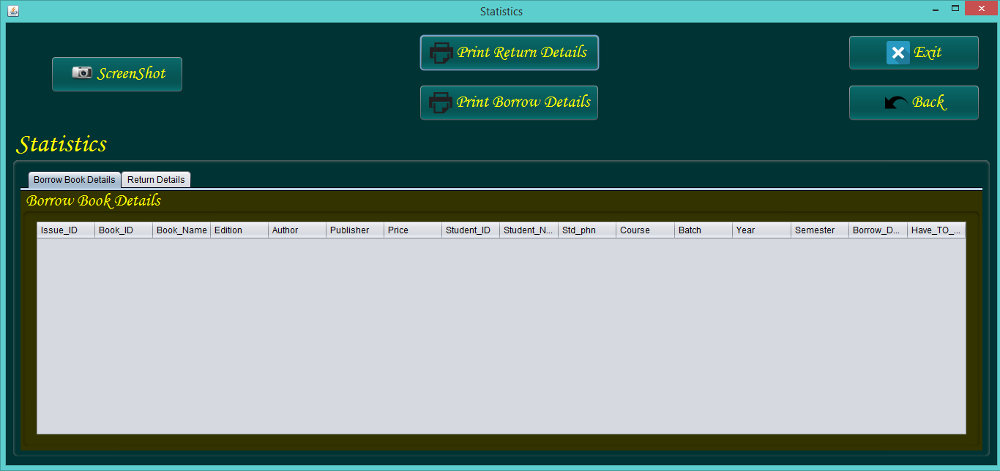 Statistics
Print Return Details
Exit
ScreenShot
Print Borrow Details
Back
Statistics
Borrow Book Details Return Details
Borrow Book Details
Issue_ID Book_ID Book_Name Edition Author Publisher Price Student_ID Student_N... Std_phn Course Batch Year Semester Borrow_D... Have_TO_...